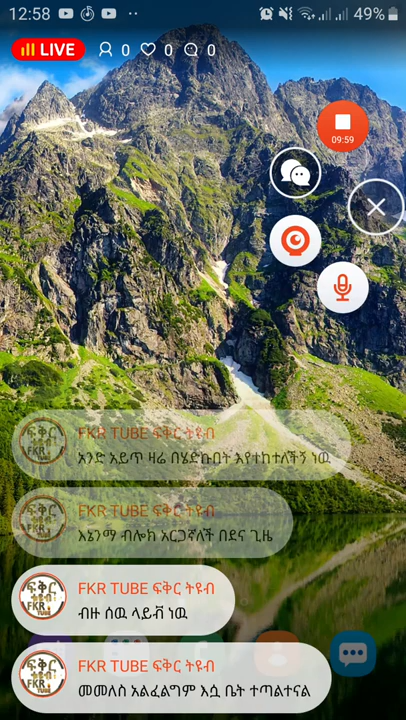 12:58
49%
LIVE 0 0 0
09:59
FKR TUBE ፍቅር ትዩብ
አንድ አይጥ ዛሬ በሄድኩበት እየተከተለችኝ ነዉ
FKR TUBE ፍቅር ትዩብ
እኔንማ ብሎክ አርጋኛለች በደና ጊዜ
FKR TUBE ፍቅር ትዩብ
ብዙ ሰዉ ላይቭ ነዉ
FKR TUBE ፍቅር ትዩብ
መመለስ አልፈልግም እሷ ቤት ተጣልተናል